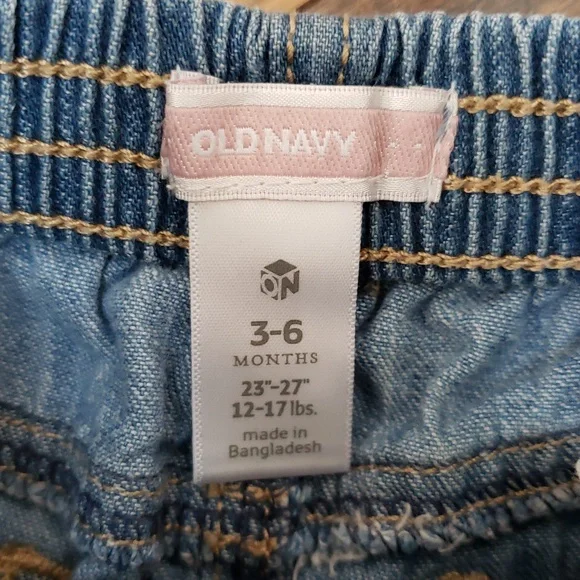 OLD NAVY
ON
3-6
MONTHS
23"-27"
12-17 lbs.
made in
Bangladesh